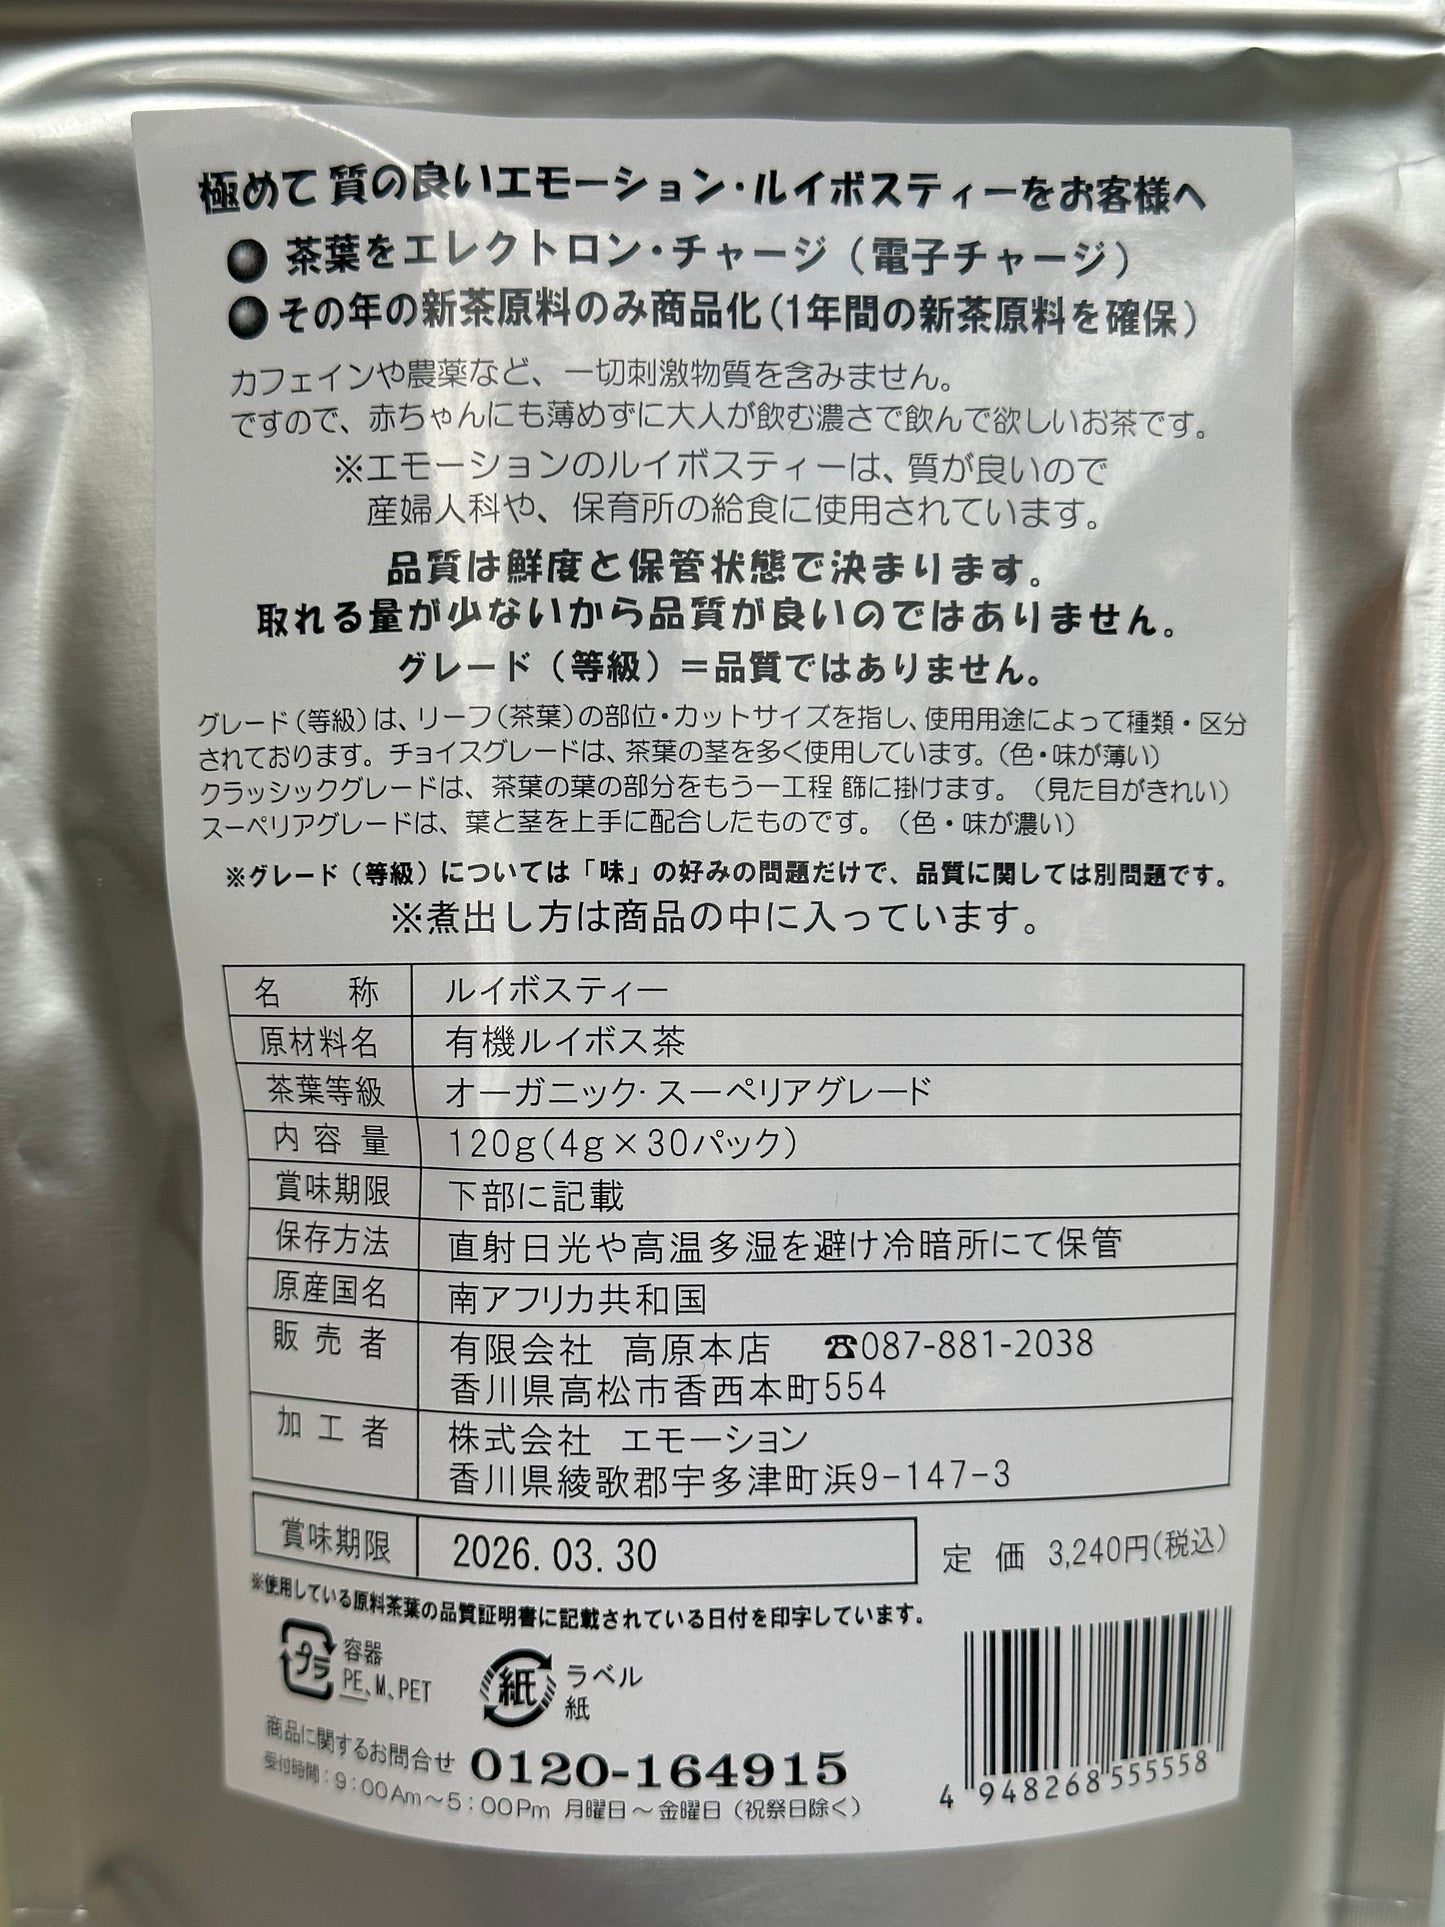 極めて質の良いエモーション・ルイボスティーをお客様へ
●茶葉をエレクトロン・チャージ（電子チャージ）
●その年の新茶原料のみ商品化(1年間の新茶原料を確保)
カフェインや農薬など、一切刺激物質を含みません。
ですので、赤ちゃんにも薄めずに大人が飲む濃さで飲んで欲しいお茶です。
※エモーションのルイボスティーは、質が良いので
産婦人科や、保育所の給食に使用されています。
品質は鮮度と保管状態で決まります。
取れる量が少ないから品質が良いのではありません。
グレード（等級）＝品質ではありません。
グレード(等級)は、リーフ(茶葉)の部位・カットサイズを指し、使用用途によって種類・区分
されております。チョイスグレードは、茶葉の茎を多く使用しています。(色・味が薄い)
クラッシックグレードは、茶葉の葉の部分をもう一工程 篩に掛けます。（見た目がきれい）
スーペリアグレードは、葉と茎を上手に配合したものです。（色・味が濃い）
※グレード（等級）については「味」の好みの問題だけで、品質に関しては別問題です。
※煮出し方は商品の中に入っています。
名称 ルイボスティー
原材料名 有機ルイボス茶
茶葉等級 オーガニック・スーペリアグレード
内容量 120g(4g×30パック)
賞味期限 下部に記載
保存方法 直射日光や高温多湿を避け冷暗所にて保管
原産国名 南アフリカ共和国
販売者 有限会社 高原本店 ☎087-881-2038
香川県高松市香西本町554
加工者 株式会社 エモーション
香川県綾歌郡宇多津町浜9-147-3
賞味期限 2026.03.30 定価 3,240円(税込)
※使用している原料茶葉の品質証明書に記載されている日付を印字しています。
プラ 容器
PE、M、PET
紙 ラベル
紙
商品に関するお問合せ 0120-164915
受付時間：9：00Am～5：00Pm 月曜日～金曜日（祝祭日除く）
4 948268 555558